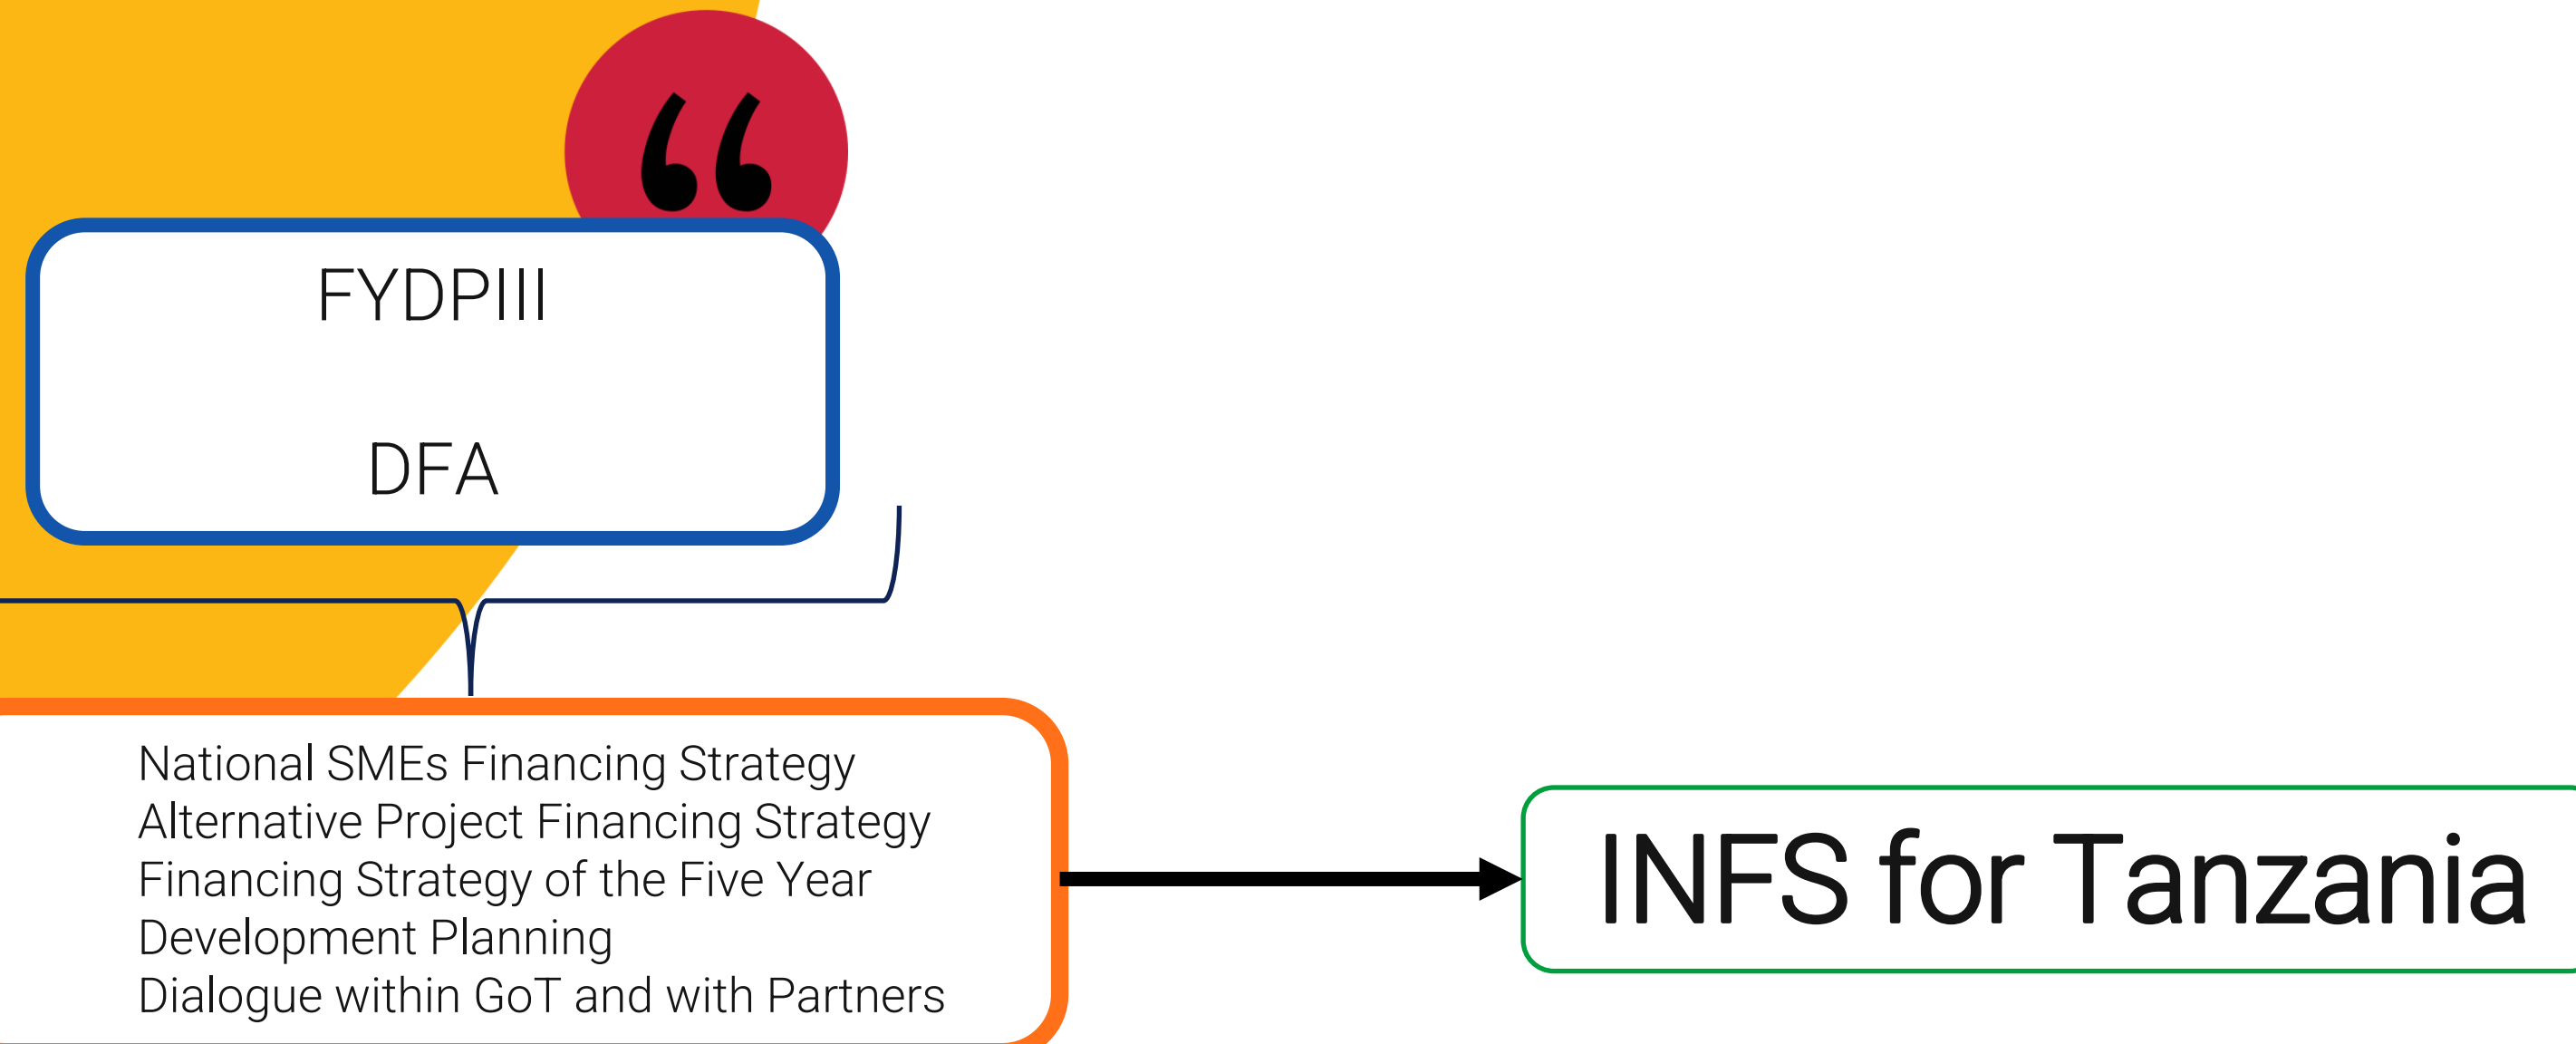 “
FYDPIII
DFA
National SMEs Financing Strategy
Alternative Project Financing Strategy
Financing Strategy of the Five Year
Development Planning
Dialogue within GoT and with Partners
INFS for Tanzania